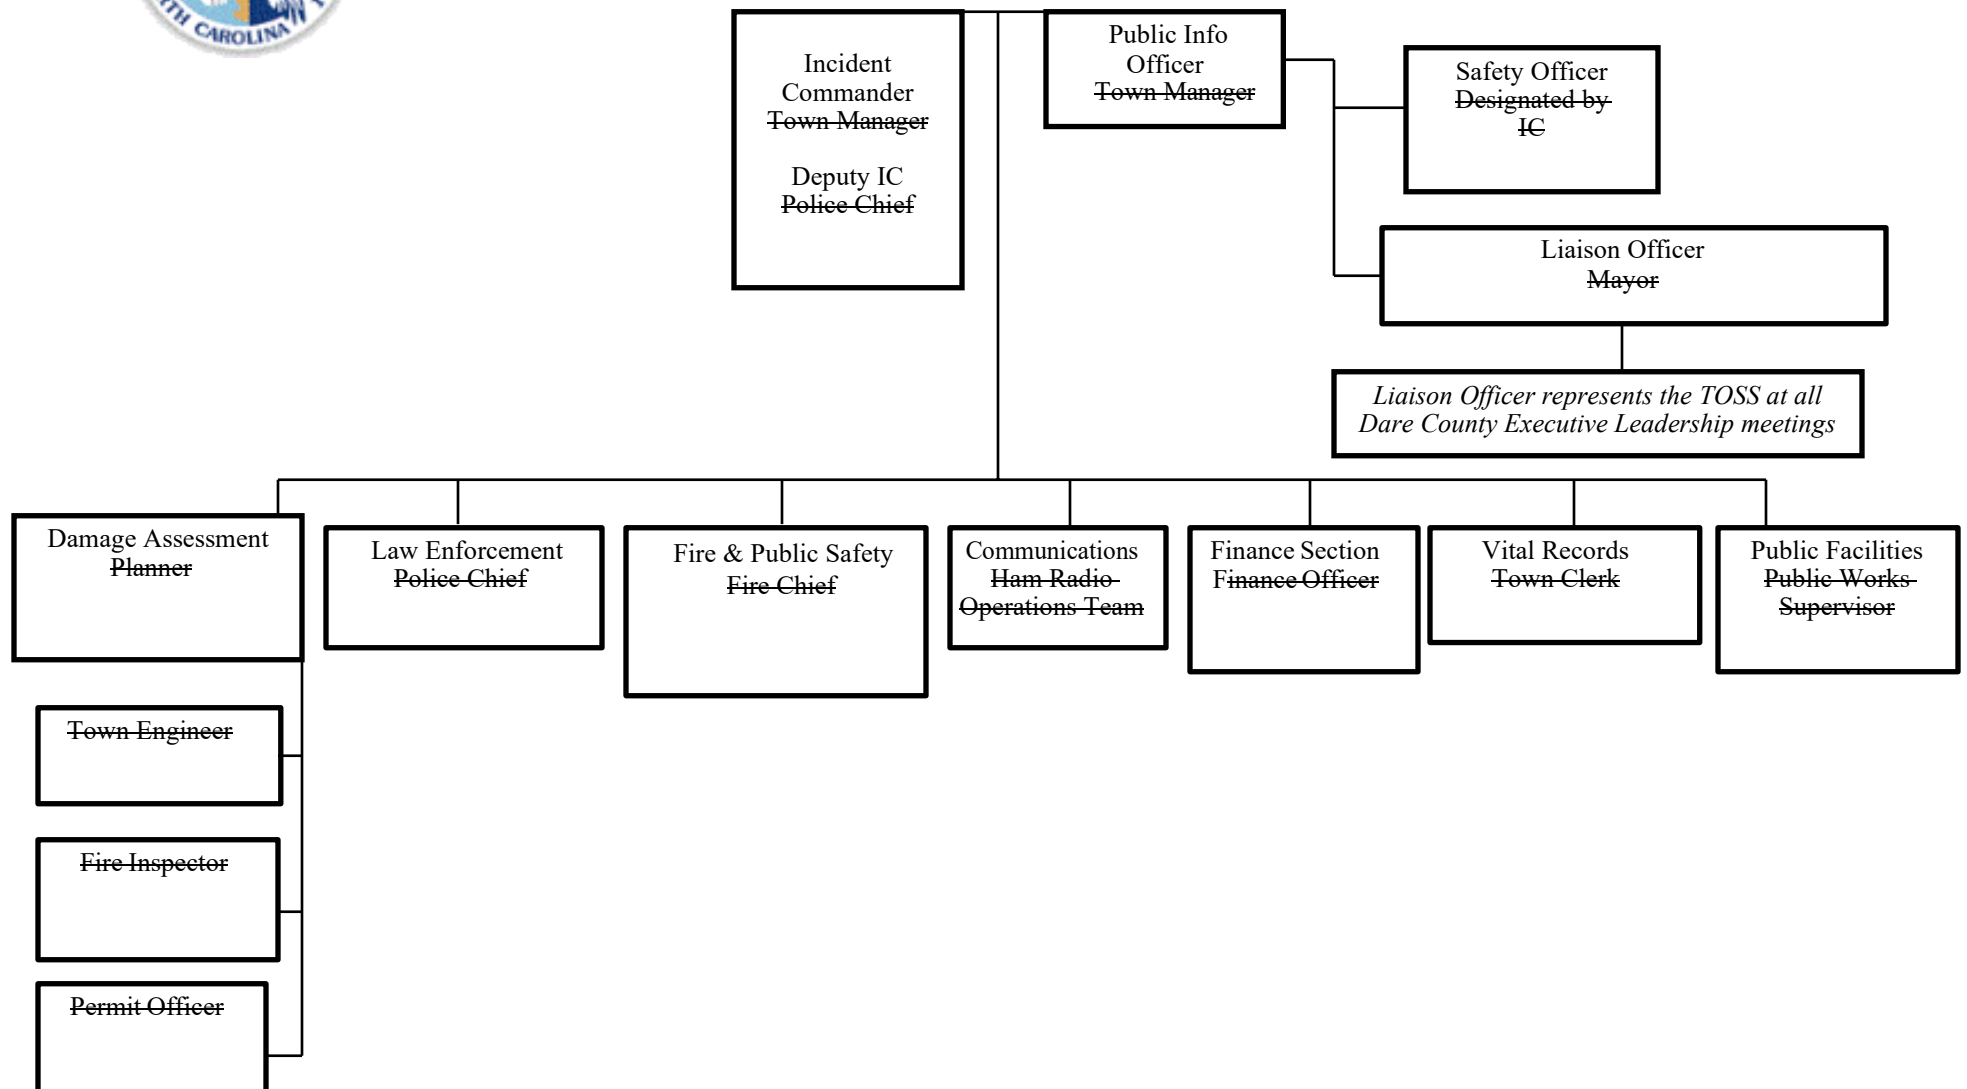 TH CAROLINA
Incident
Commander
Town Manager
Deputy IC
Police Chief
Public Info
Officer
Town Manager
Safety Officer
Designated by
IC
Liaison Officer
Mayor
Liaison Officer represents the TOSS at all
Dare County Executive Leadership meetings
Damage Assessment
Planner
Law Enforcement
Police Chief
Fire & Public Safety
Fire Chief
Communications
Ham Radio
Operations Team
Finance Section
Finance Officer
Vital Records
Town Clerk
Public Facilities
Public Works
Supervisor
Town Engineer
Fire Inspector
Permit Officer